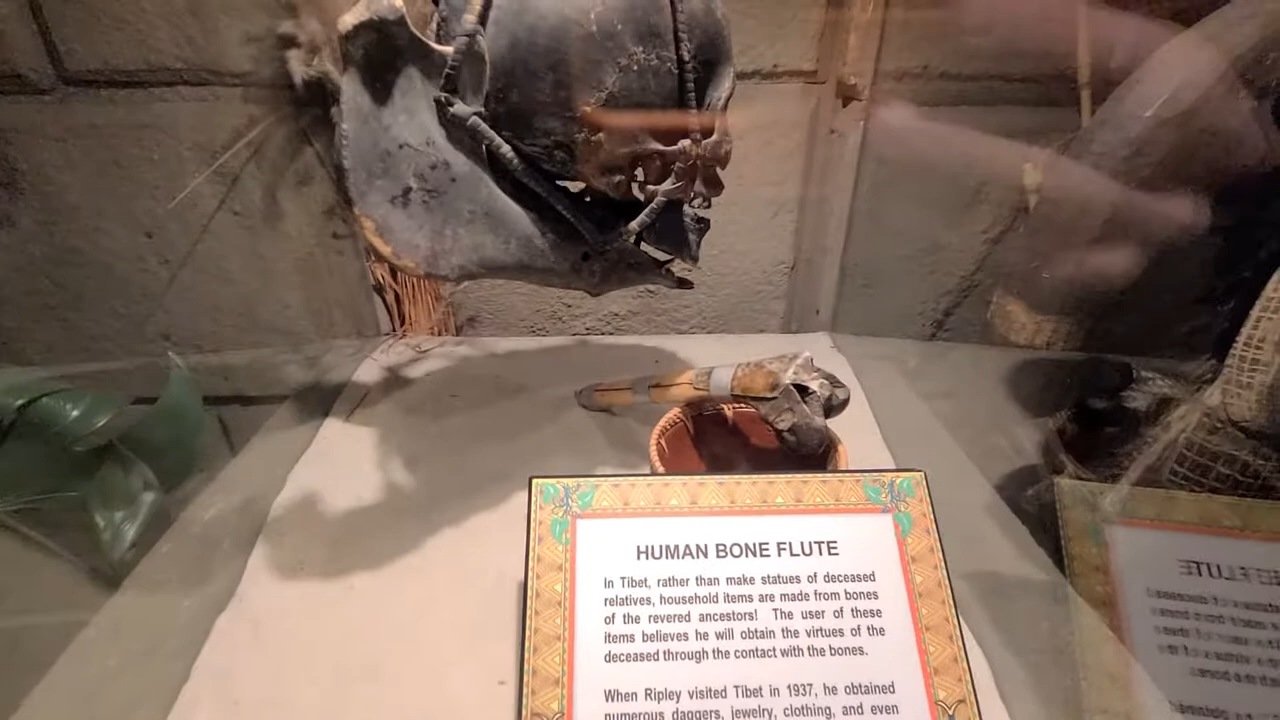 HUMAN BONE FLUTE
In Tibet, rather than make statues of deceased
relatives, household items are made from bones
of the revered ancestors! The user of these
items believes he will obtain the virtues of the
deceased through the contact with the bones.
When Ripley visited Tibet in 1937, he obtained
numerous daggers, jewelry, clothing, and even